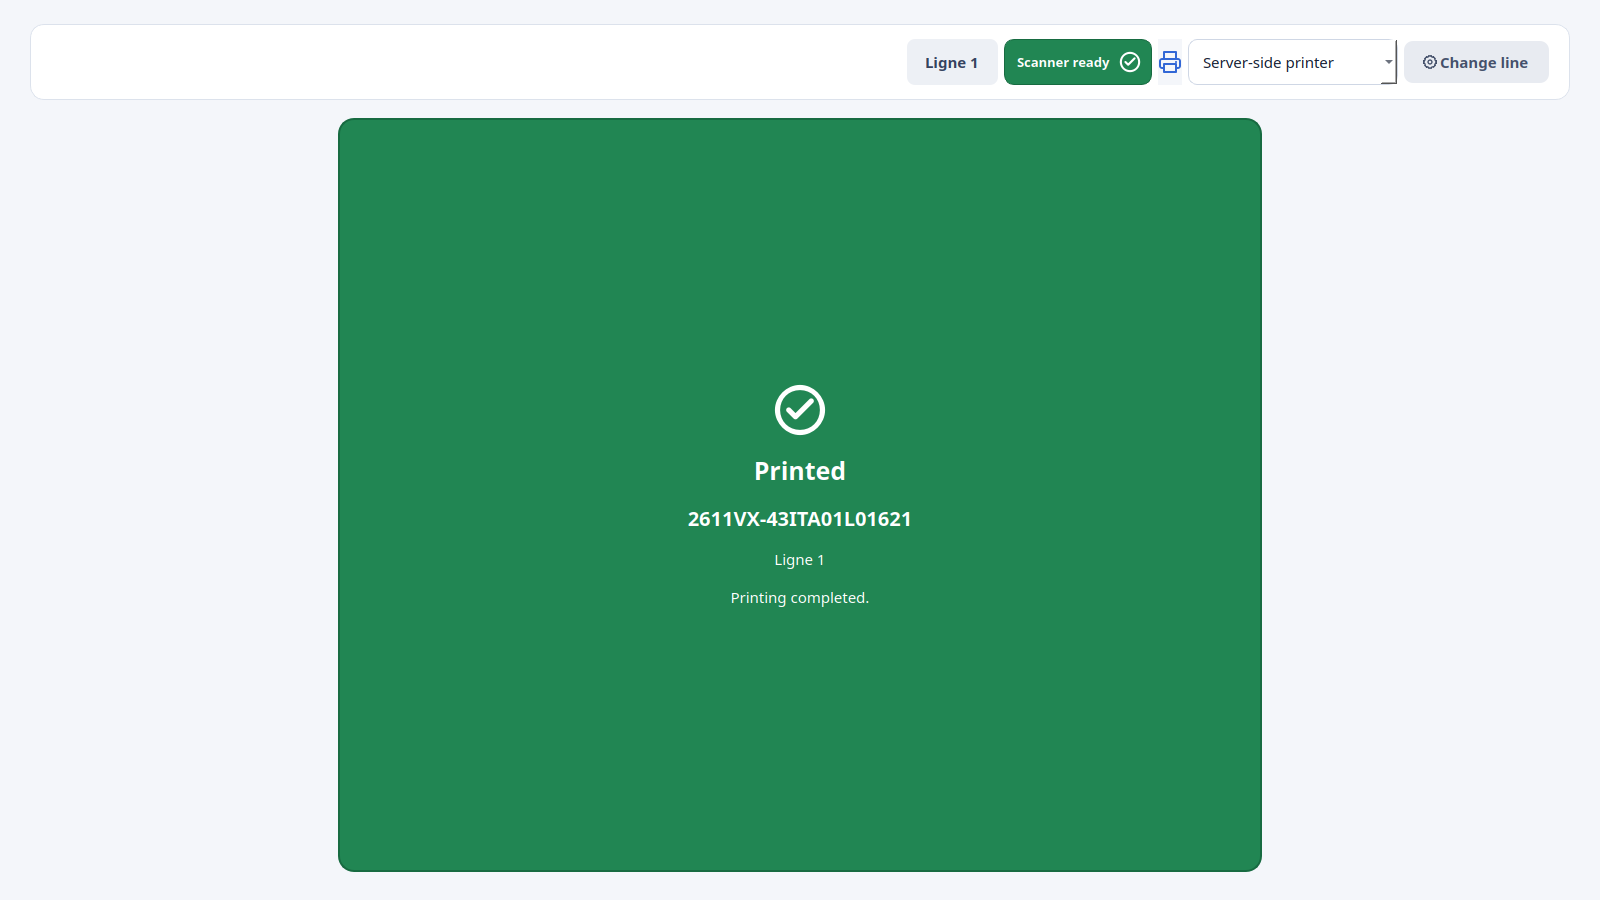 Ligne 1
Scanner ready
Server-side printer
Change line
Printed
2611VX-43ITA01L01621
Ligne 1
Printing completed.